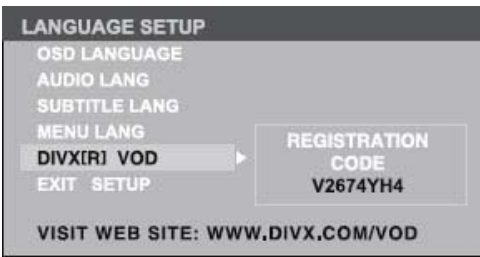 LANGUAGE SETUP
OSD LANGUAGE
AUDIO LANG
SUBTITLE LANG
MENU LANG
DIVX[R] VOD
EXIT SETUP
REGISTRATION
CODE
V2674YH4
VISIT WEB SITE: WWW.DIVX.COM/VOD